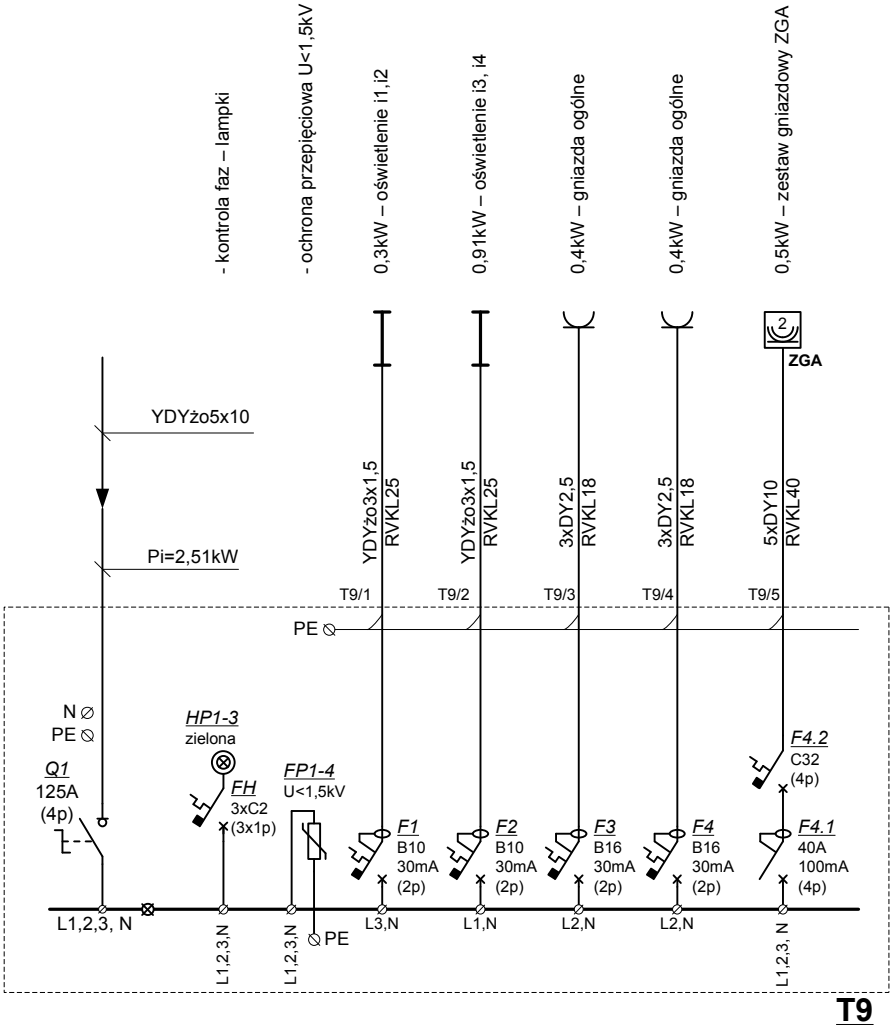 - kontrola faz – lampki
- ochrona przepięciowa U<1,5kV
0,3kW – oświetlenie i1,i2
0,91kW – oświetlenie i3, i4
0,4kW – gniazda ogólne
0,4kW – gniazda ogólne
0,5kW – zestaw gniazdowy ZGA
2
ZGA
YDYżo5x10
Pi=2,51kW
YDYżo3x1,5
RVKL25
YDYżo3x1,5
RVKL25
3xDY2,5
RVKL18
3xDY2,5
RVKL18
5xDY10
RVKL40
T9/1
T9/2
T9/3
T9/4
T9/5
PE
N
PE
Q1
125A
(4p)
HP1-3
zielona
FH
3xC2
(3x1p)
FP1-4
U<1,5kV
F1
B10
30mA
(2p)
F2
B10
30mA
(2p)
F3
B16
30mA
(2p)
F4
B16
30mA
(2p)
F4.2
C32
(4p)
F4.1
40A
100mA
(4p)
L1,2,3, N
L1,2,3,N
L1,2,3,N
PE
L3,N
L1,N
L2,N
L2,N
L1,2,3, N
T9